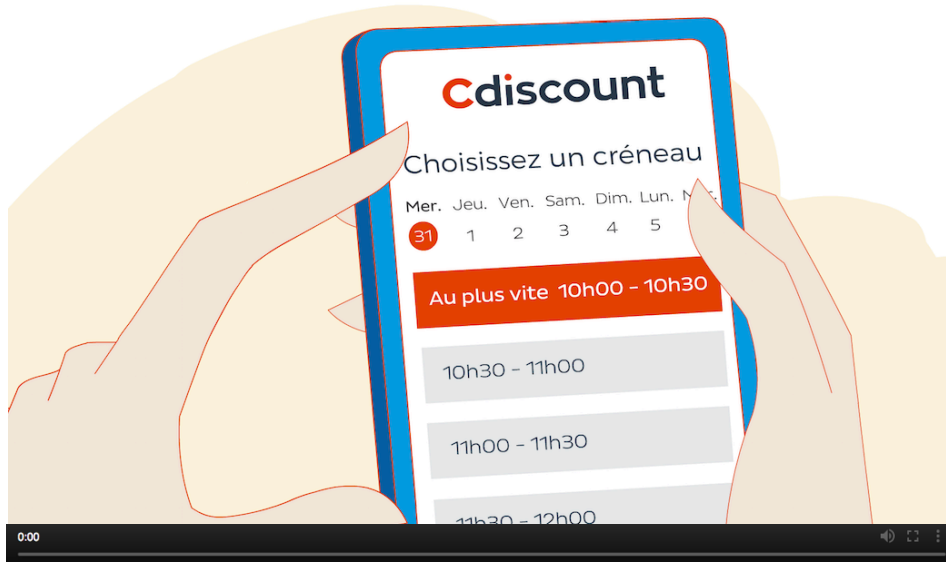 Cdiscount
Choisissez un créneau
Mer. Jeu. Ven. Sam. Dim. Lun.
31 1 2 3 4 5
Au plus vite 10h00 - 10h30
10h30 - 11h00
11h00 - 11h30
11h30 - 12h00
0:00